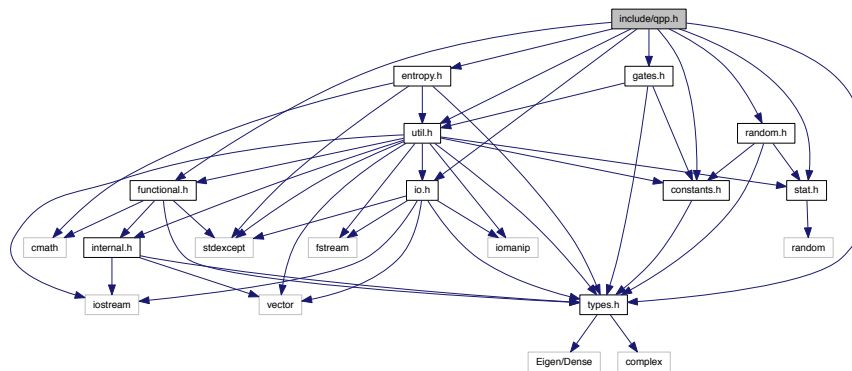 include/qpp.h
entropy.h
gates.h
util.h
random.h
functional.h
io.h
constants.h
stat.h
cmath
internal.h
stdexcept
fstream
iomanip
random
iostream
vector
types.h
Eigen/Dense
complex